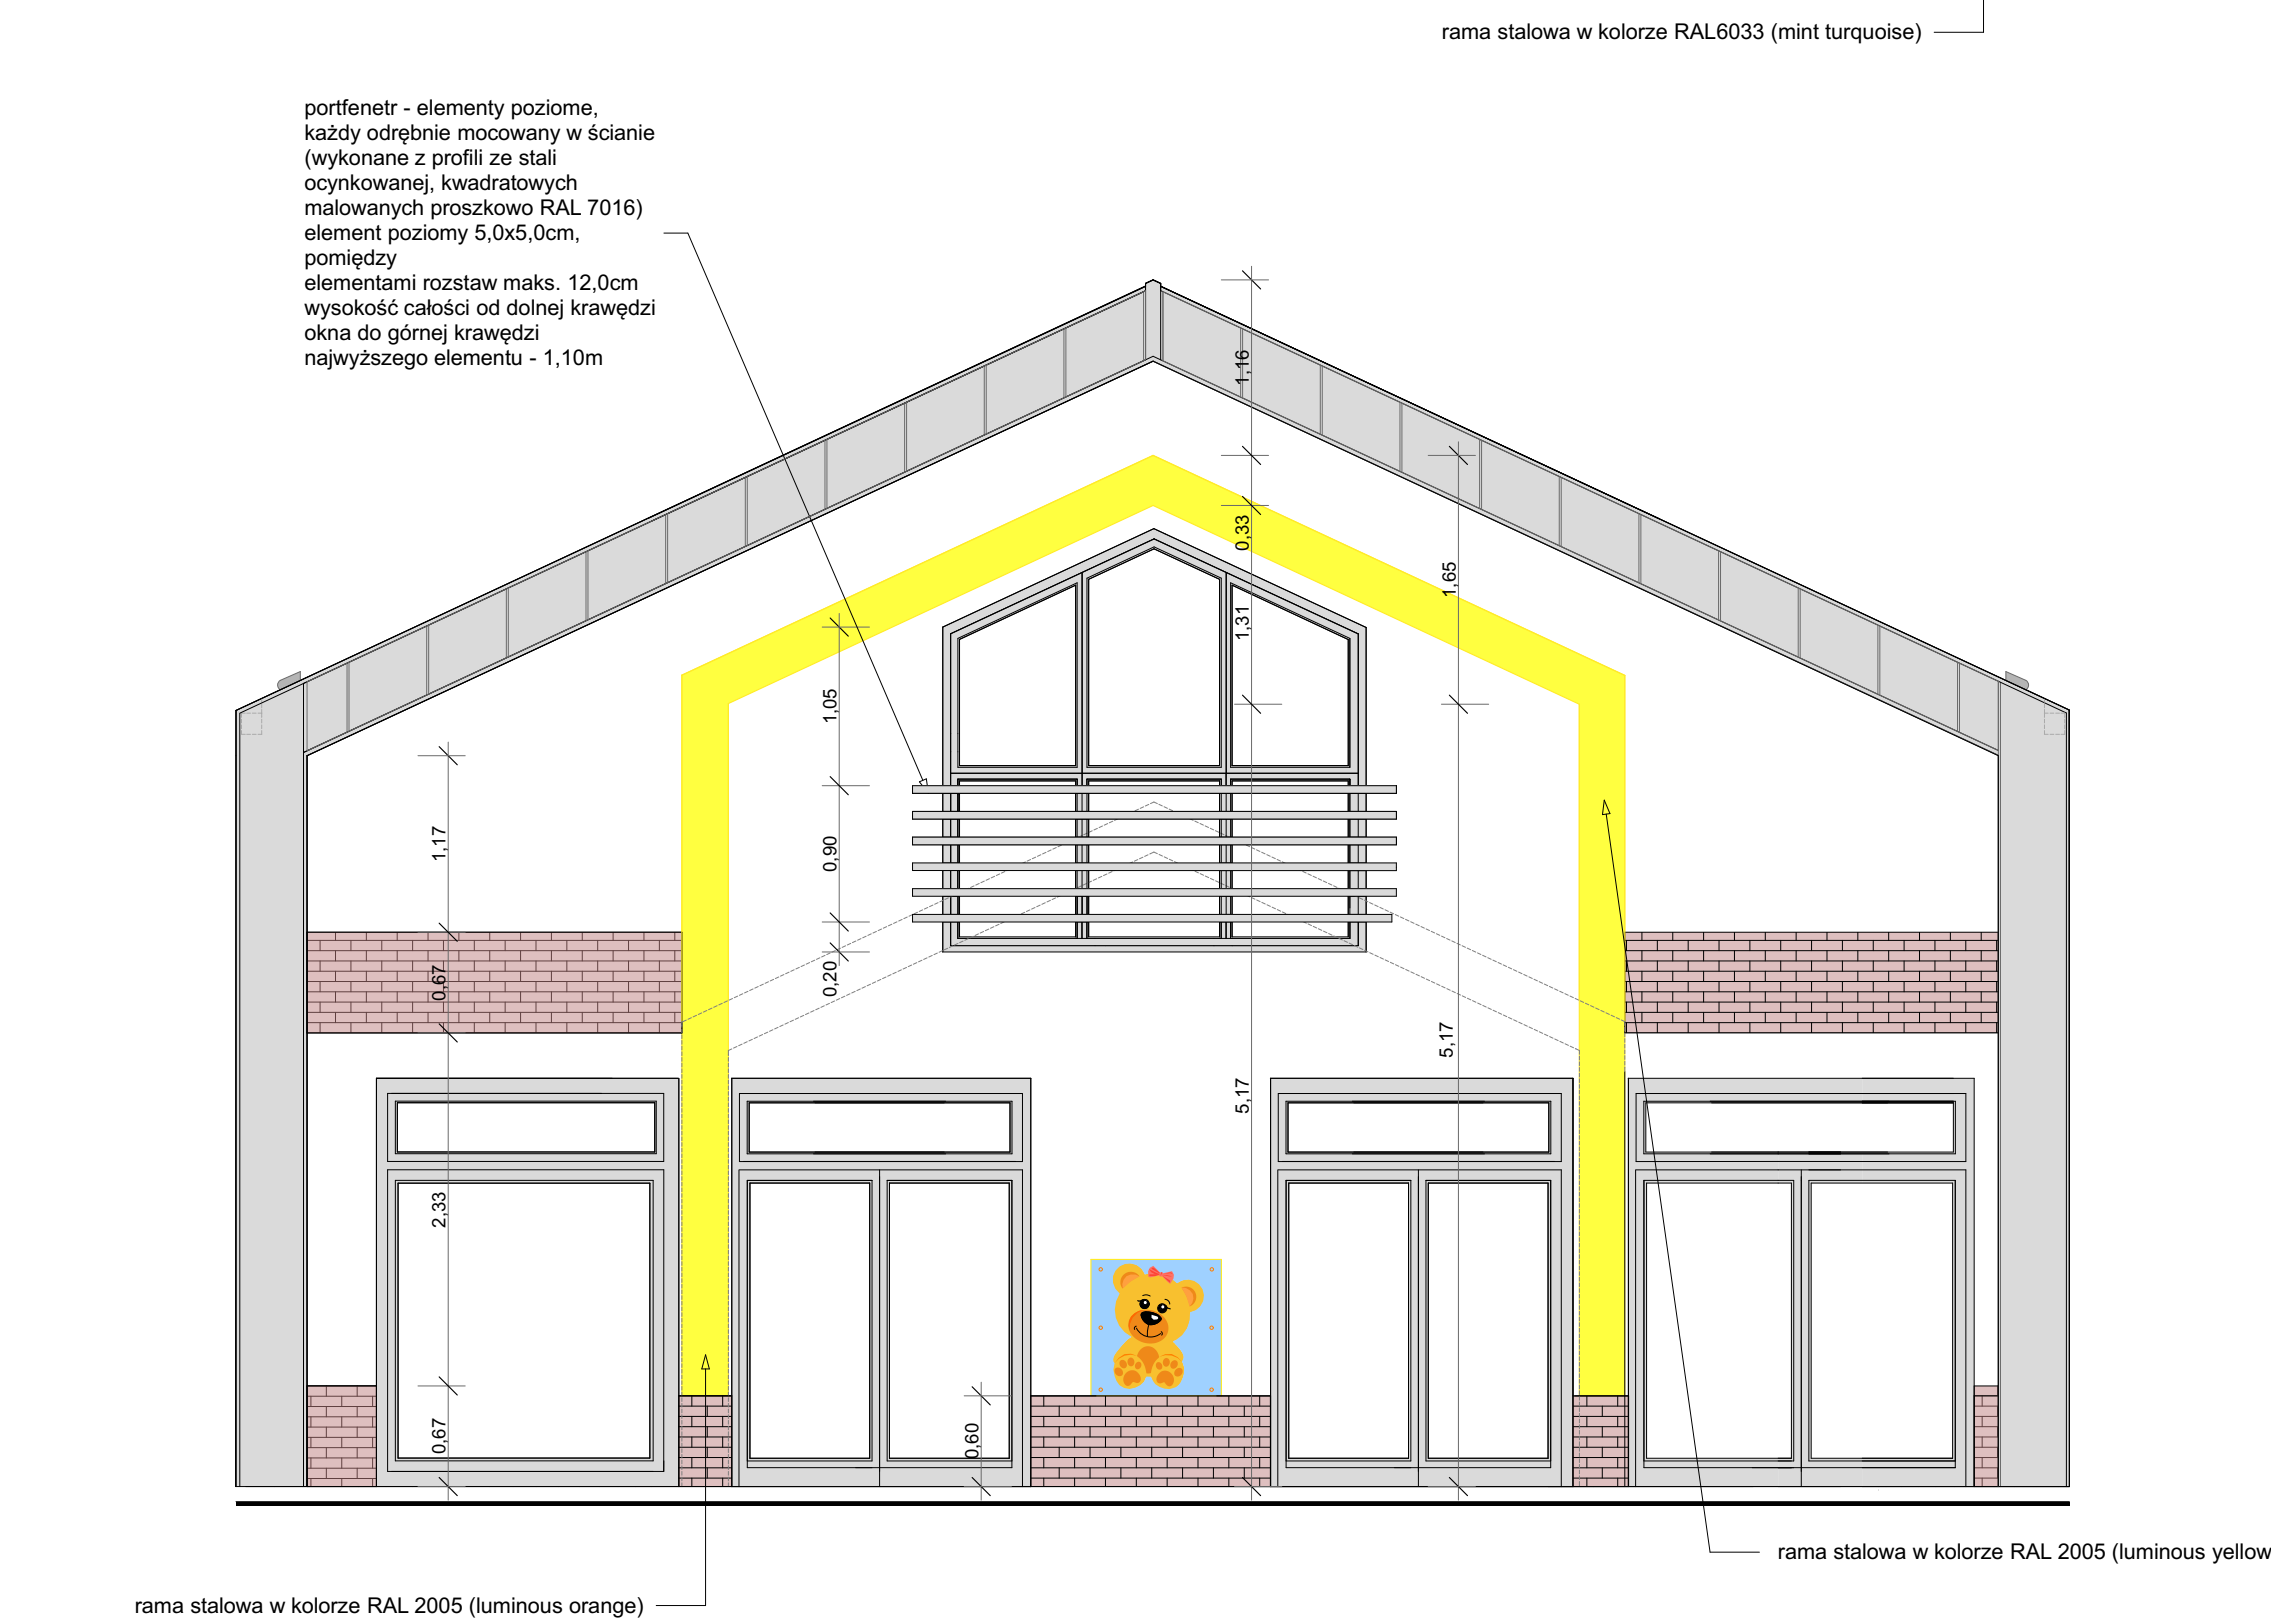 rama stalowa w kolorze RAL6033 (mint turquoise)
portfenetr - elementy poziome,
każdy odrębnie mocowany w ścianie
(wykonane z profili ze stali
ocynkowanej, kwadratowych
malowanych proszkowo RAL 7016)
element poziomy 5,0x5,0cm,
pomiędzy
elementami rozstaw maks. 12,0cm
wysokość całości od dolnej krawędzi
okna do górnej krawędzi
najwyższego elementu - 1,10m
1,16
0,33
1,65
1,31
1,05
1,17
0,90
0,67
0,20
5,17
5,17
2,33
0,67
0,60
rama stalowa w kolorze RAL 2005 (luminous yellow
rama stalowa w kolorze RAL 2005 (luminous orange)